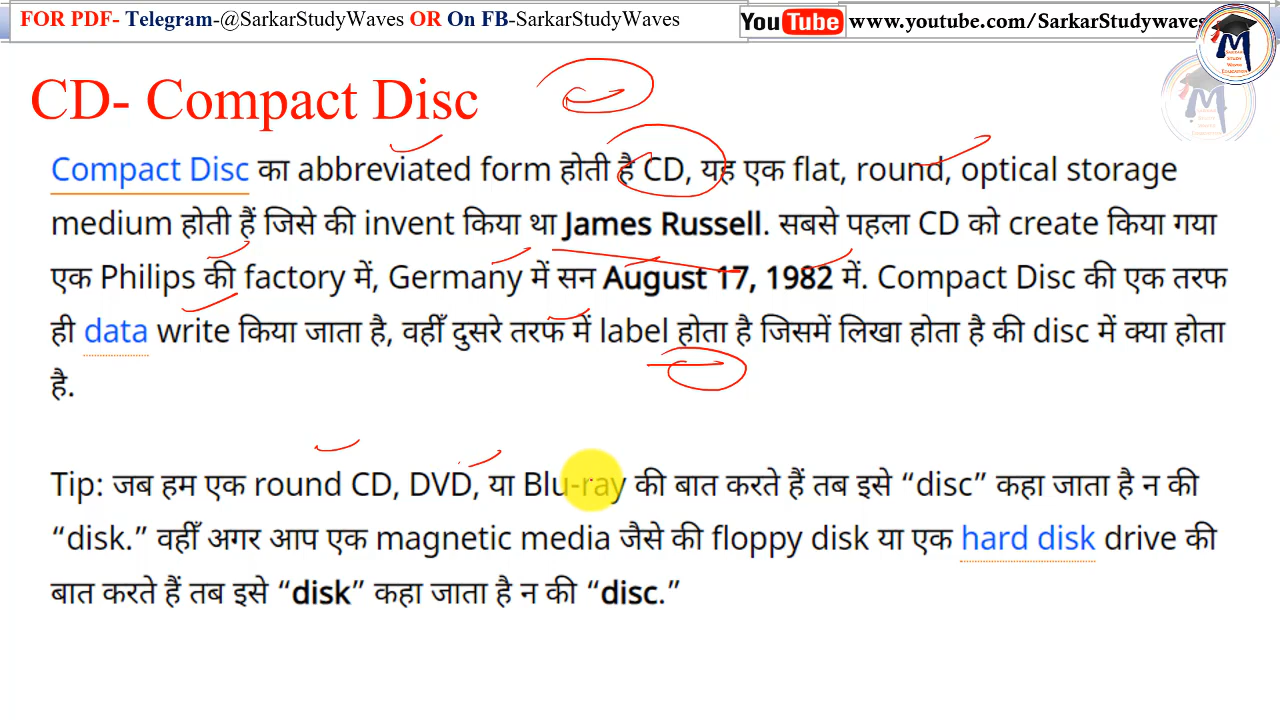 FOR PDF- Telegram-@SarkarStudyWaves OR On FB-SarkarStudyWaves
YouTube www.youtube.com/SarkarStudywaves
CD- Compact Disc
Compact Disc का abbreviated form होती है CD, यह एक flat, round, optical storage
medium होती हैं जिसे की invent किया था James Russell. सबसे पहला CD को create किया गया
एक Philips की factory में, Germany में सन August 17, 1982 में. Compact Disc की एक तरफ
ही data write किया जाता है, वहीं दुसरे तरफ में label होता है जिसमें लिखा होता है की disc में क्या होता
है.
Tip: जब हम एक round CD, DVD, या Blu-ray की बात करते हैं तब इसे “disc” कहा जाता है न की
“disk.” वहीं अगर आप एक magnetic media जैसे की floppy disk या एक hard disk drive की
बात करते हैं तब इसे “disk” कहा जाता है न की “disc.”